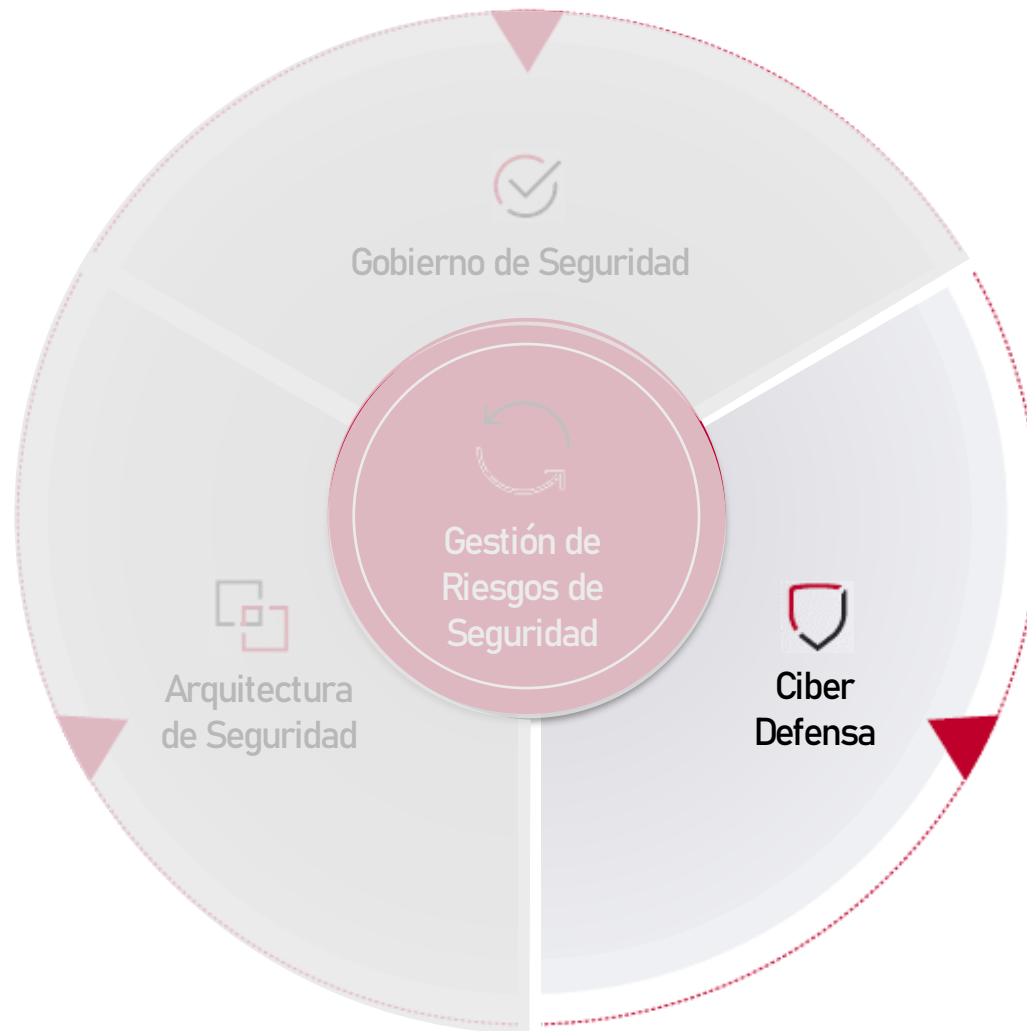 Gobierno de Seguridad
Gestión de
Riesgos de
Seguridad
Arquitectura
de Seguridad
Ciber
Defensa